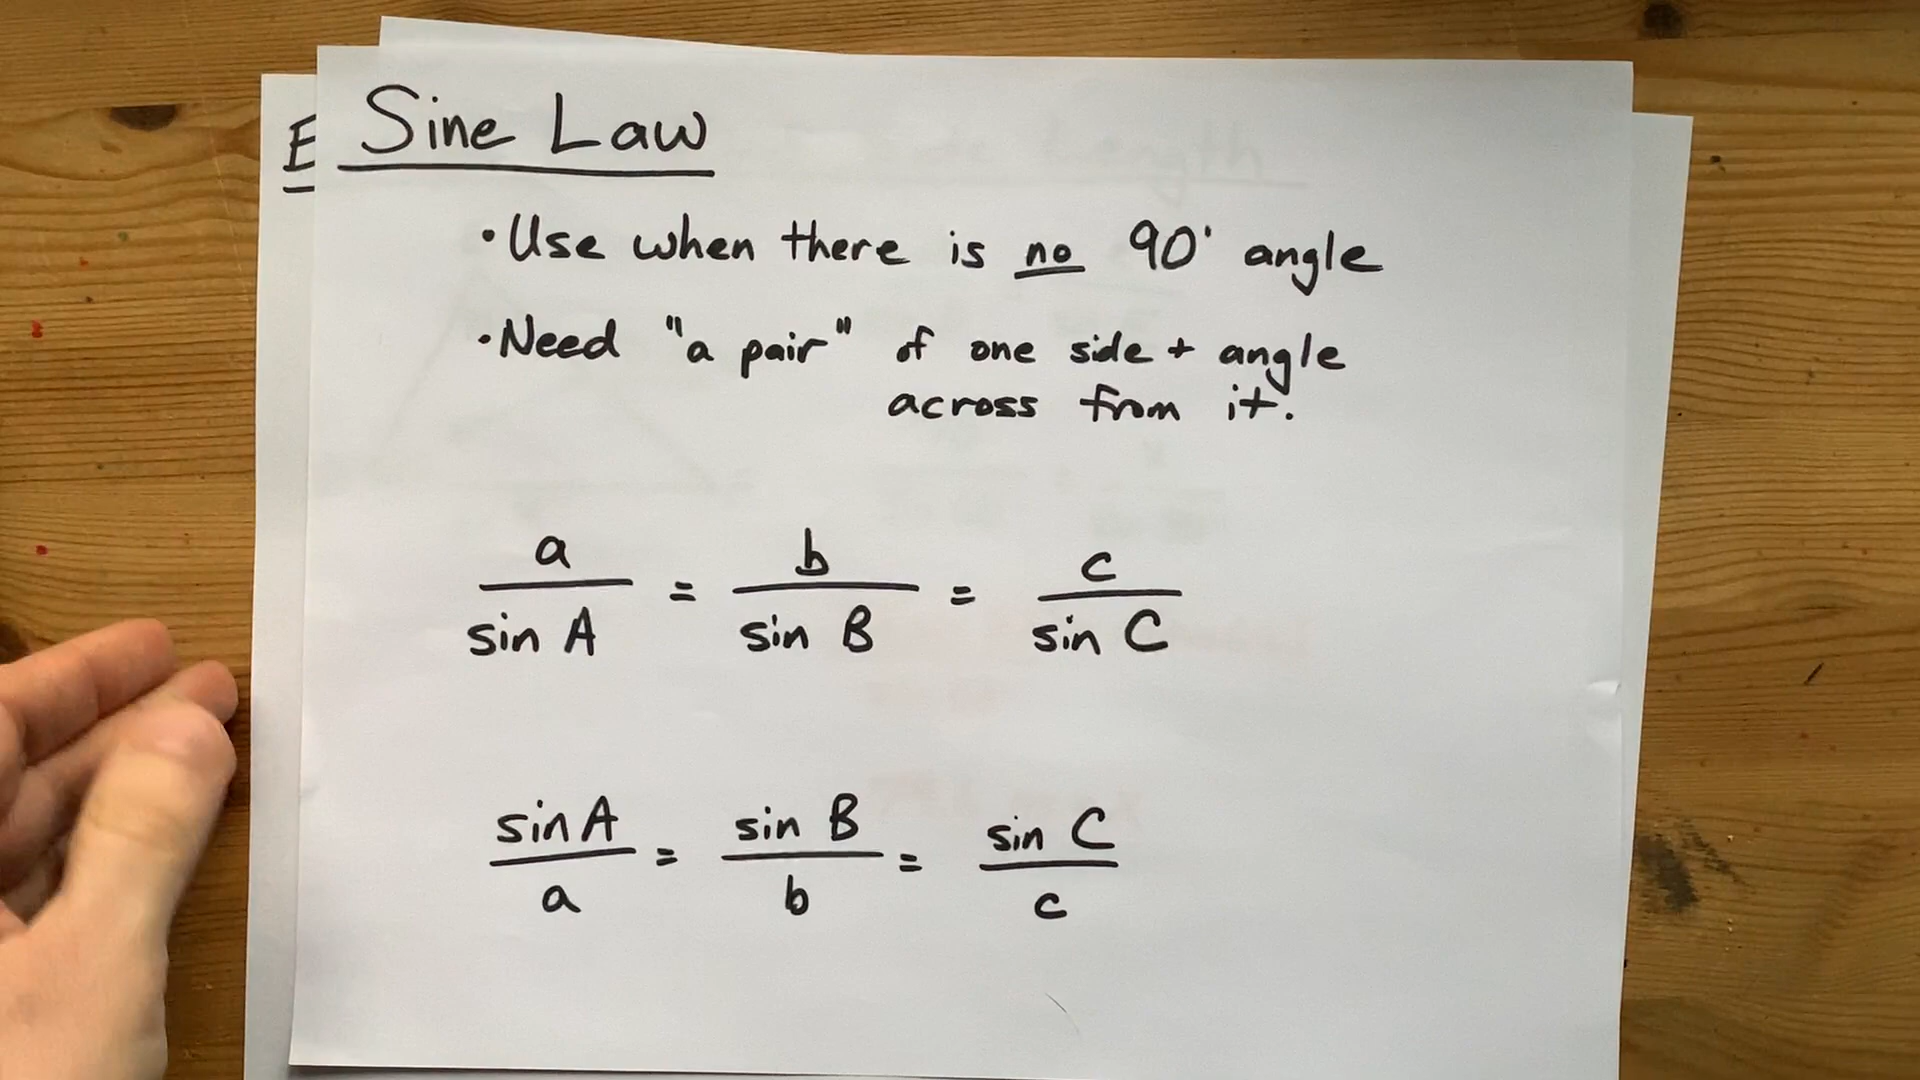 E
Sine Law
• Use when there is no 90° angle
• Need "a pair" of one side + angle
across from it.
a / sin A = b / sin B = c / sin C
sin A / a = sin B / b = sin C / c